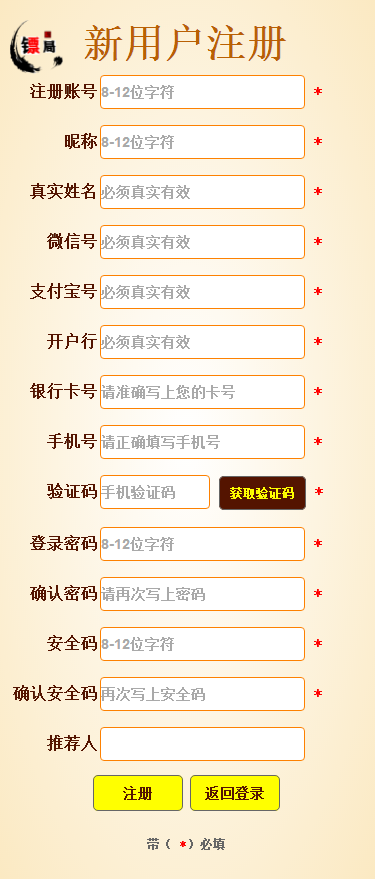 镖局
新用户注册
注册账号 8-12位字符 *
昵称 8-12位字符 *
真实姓名 必须真实有效 *
微信号 必须真实有效 *
支付宝号 必须真实有效 *
开户行 必须真实有效 *
银行卡号 请准确写上您的卡号 *
手机号 请正确填写手机号 *
验证码 手机验证码 获取验证码 *
登录密码 8-12位字符 *
确认密码 请再次写上密码 *
安全码 8-12位字符 *
确认安全码 再次写上安全码 *
推荐人
注册 返回登录
带（ *）必填